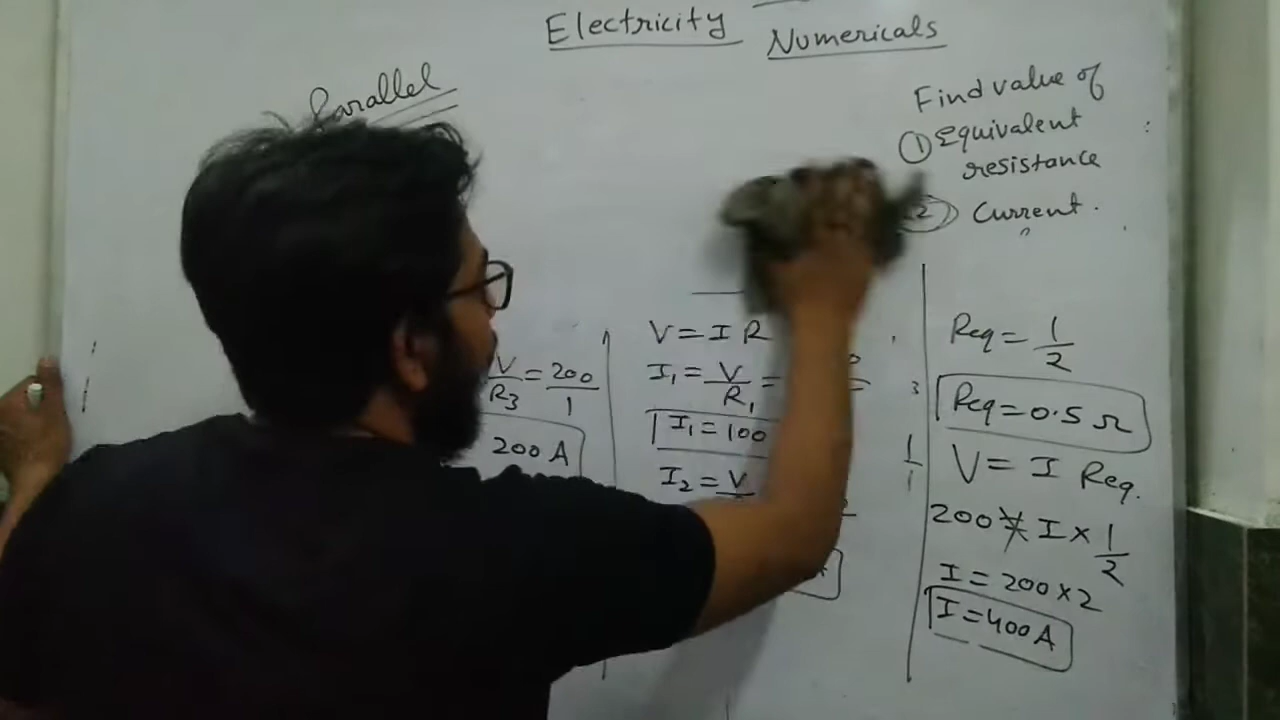 Electricity Numericals
Parallel
Find value of
① Equivalent
resistance
② Current.
V/R3 = 200/1
200 A
V = I R
I1 = V/R1 =
I1 = 100
I2 = V
Req = 1/2
Req = 0.5 Ω
V = I Req.
200 = I × 1/2
I = 200 × 2
I = 400 A